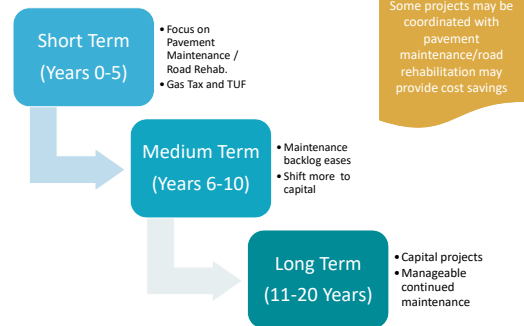 Short Term
(Years 0-5)
• Focus on
Pavement
Maintenance /
Road Rehab.
• Gas Tax and TUF
Some projects may be
coordinated with
pavement
maintenance/road
rehabilitation may
provide cost savings
Medium Term
(Years 6-10)
• Maintenance
backlog eases
• Shift more to
capital
Long Term
(11-20 Years)
• Capital projects
• Manageable
continued
maintenance